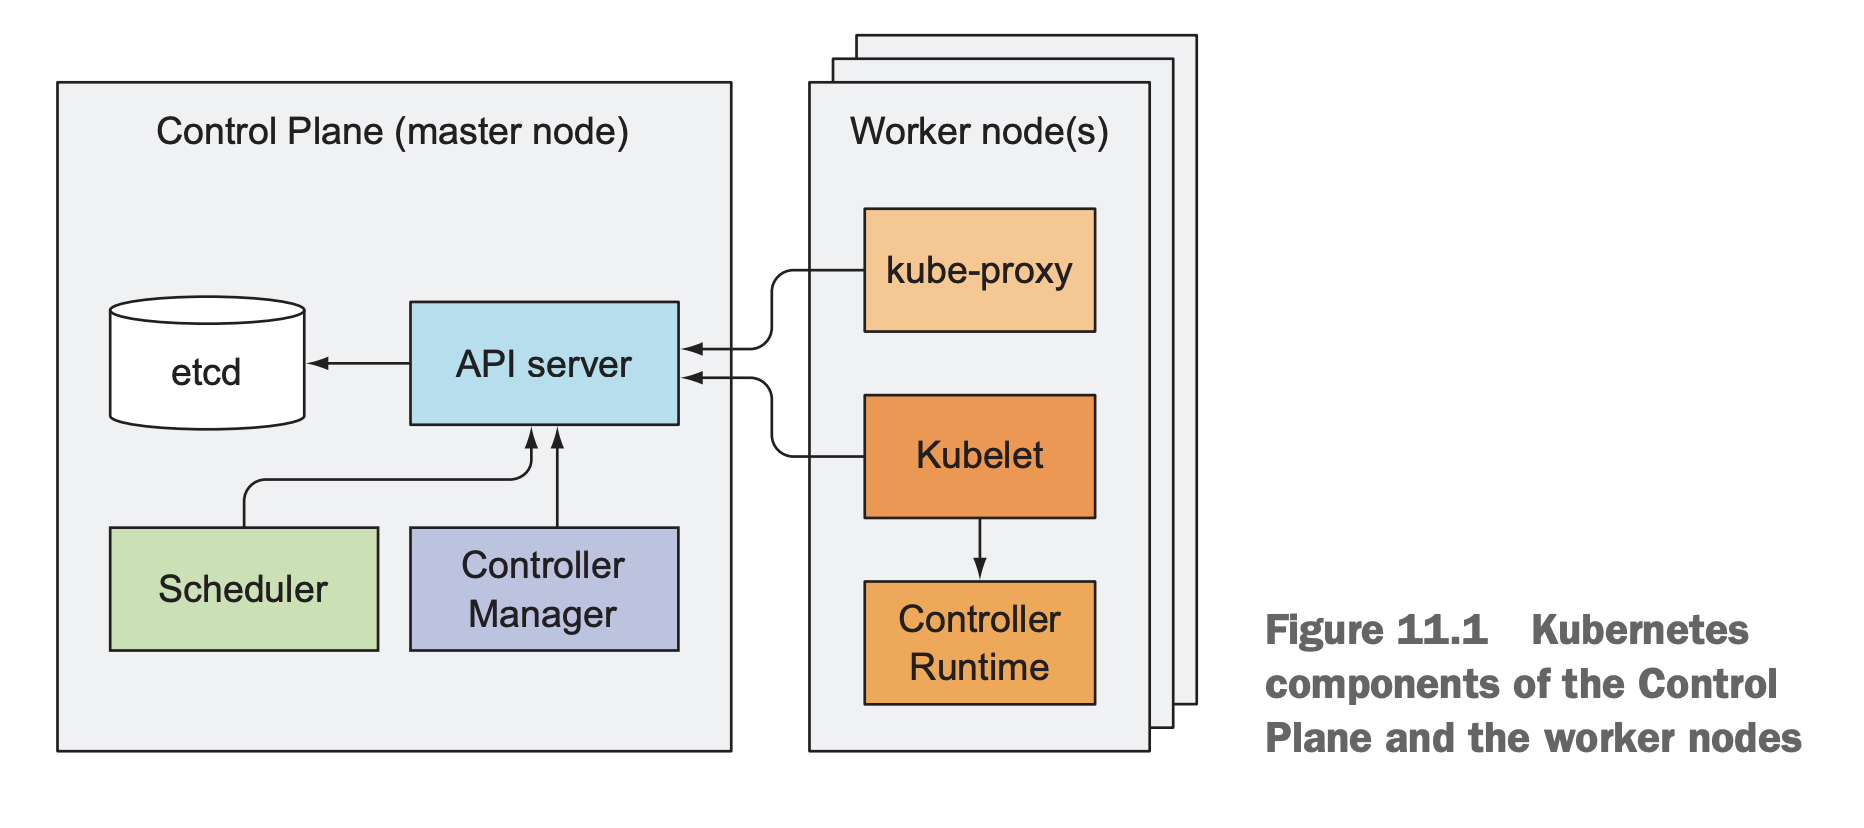 Control Plane (master node)
Worker node(s)
kube-proxy
etcd
API server
Kubelet
Scheduler
Controller
Manager
Controller
Runtime
Figure 11.1 Kubernetes
components of the Control
Plane and the worker nodes